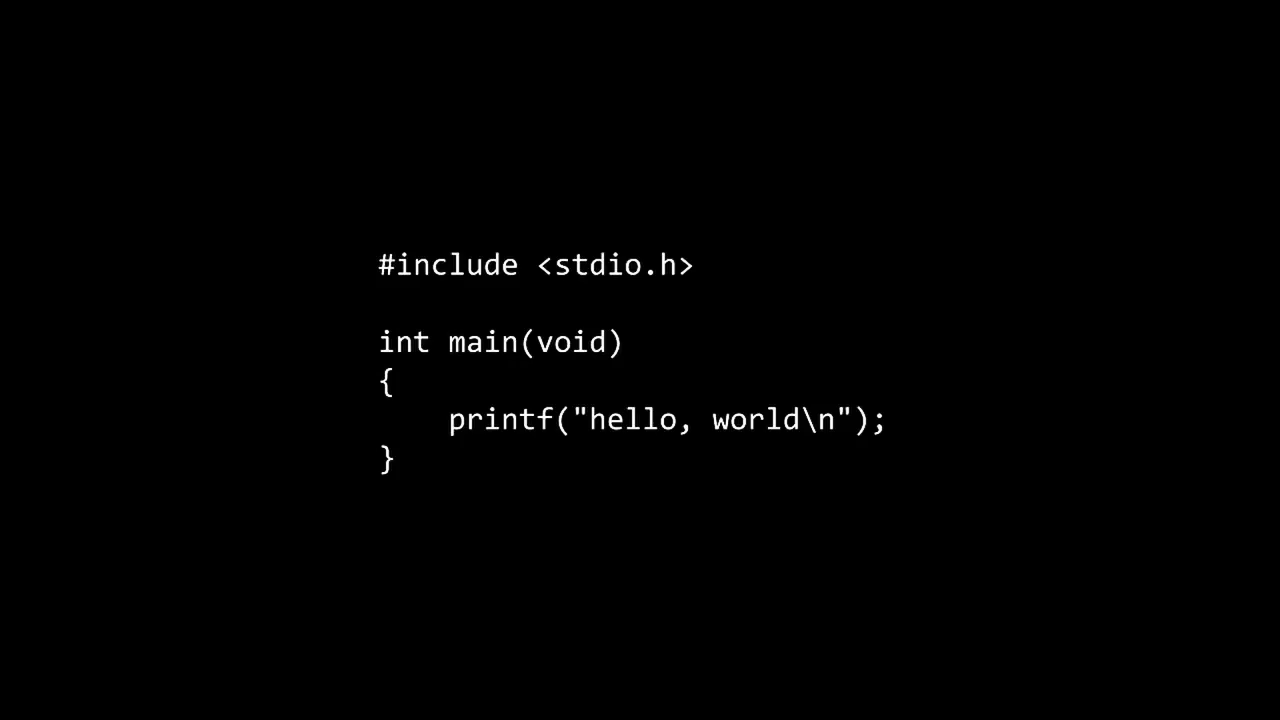 #include <stdio.h>

int main(void)
{
    printf("hello, world\n");
}